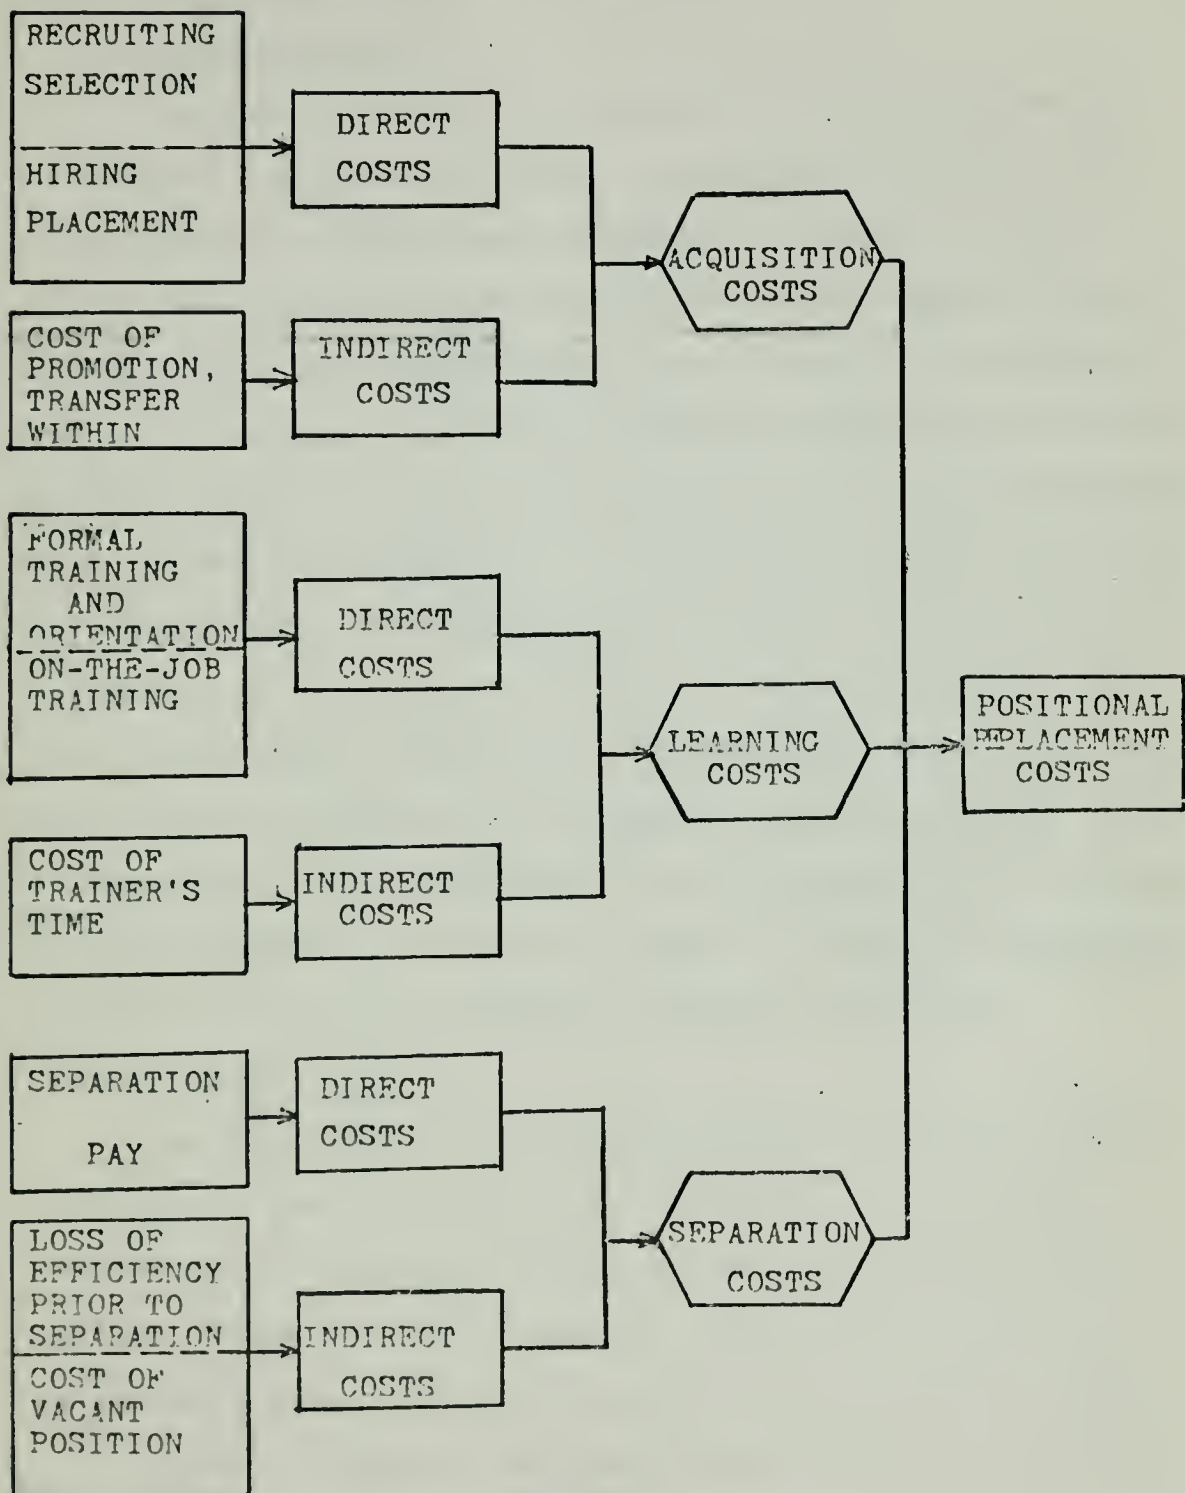 RECRUITING
SELECTION
HIRING
PLACEMENT
DIRECT
COSTS
COST OF
PROMOTION,
TRANSFER
WITHIN
INDIRECT
COSTS
ACQUISITION
COSTS
FORMAL
TRAINING
AND
ORIENTATION
ON-THE-JOB
TRAINING
DIRECT
COSTS
COST OF
TRAINER'S
TIME
INDIRECT
COSTS
LEARNING
COSTS
SEPARATION
PAY
DIRECT
COSTS
LOSS OF
EFFICIENCY
PRIOR TO
SEPARATION
COST OF
VACANT
POSITION
INDIRECT
COSTS
SEPARATION
COSTS
POSITIONAL
REPLACEMENT
COSTS